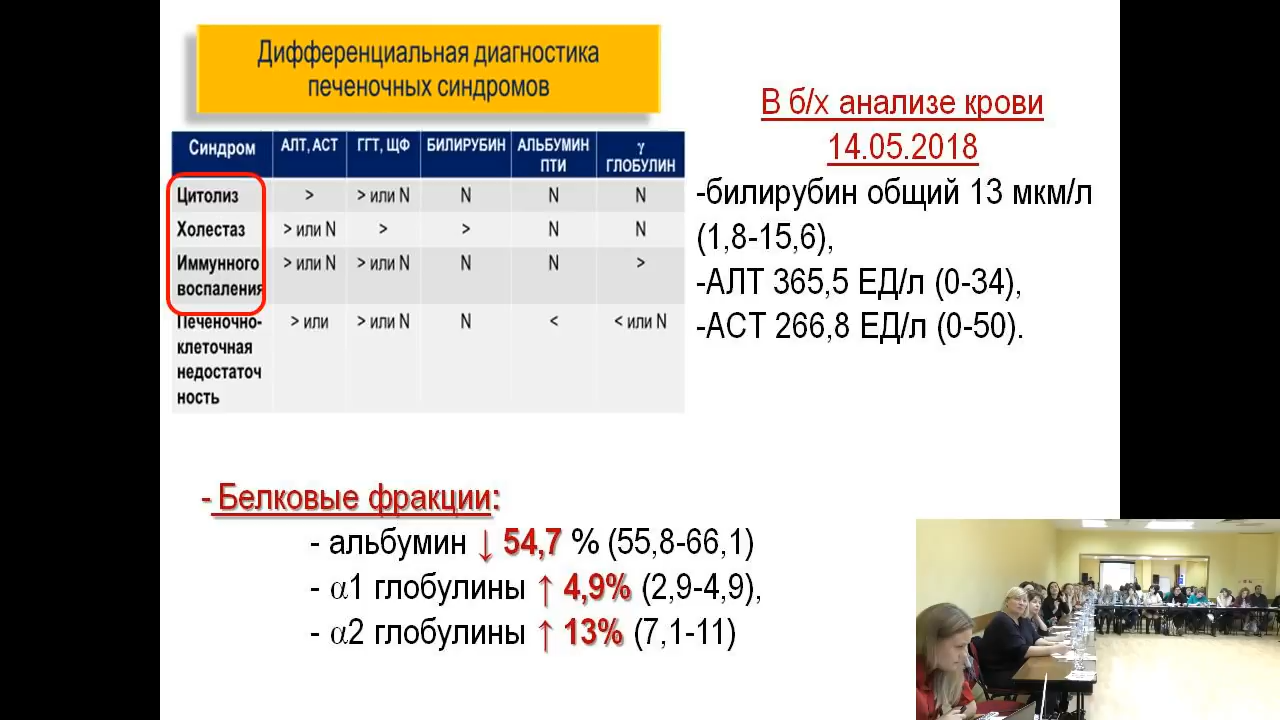 Дифференциальная диагностика
печеночных синдромов
Синдром АЛТ, АСТ ГГТ, ЩФ БИЛИРУБИН АЛЬБУМИН ПТИ γ ГЛОБУЛИН
Цитолиз > > или N N N N
Холестаз > или N > > N N
Иммунного воспаления > или N > или N N N >
Печеночно-
клеточная
недостаточ
ность > или > или N N < < или N
В б/х анализе крови
14.05.2018
-билирубин общий 13 мкм/л
(1,8-15,6),
-АЛТ 365,5 ЕД/л (0-34),
-АСТ 266,8 ЕД/л (0-50).
- Белковые фракции:
- альбумин ↓ 54,7 % (55,8-66,1)
- α1 глобулины ↑ 4,9% (2,9-4,9),
- α2 глобулины ↑ 13% (7,1-11)